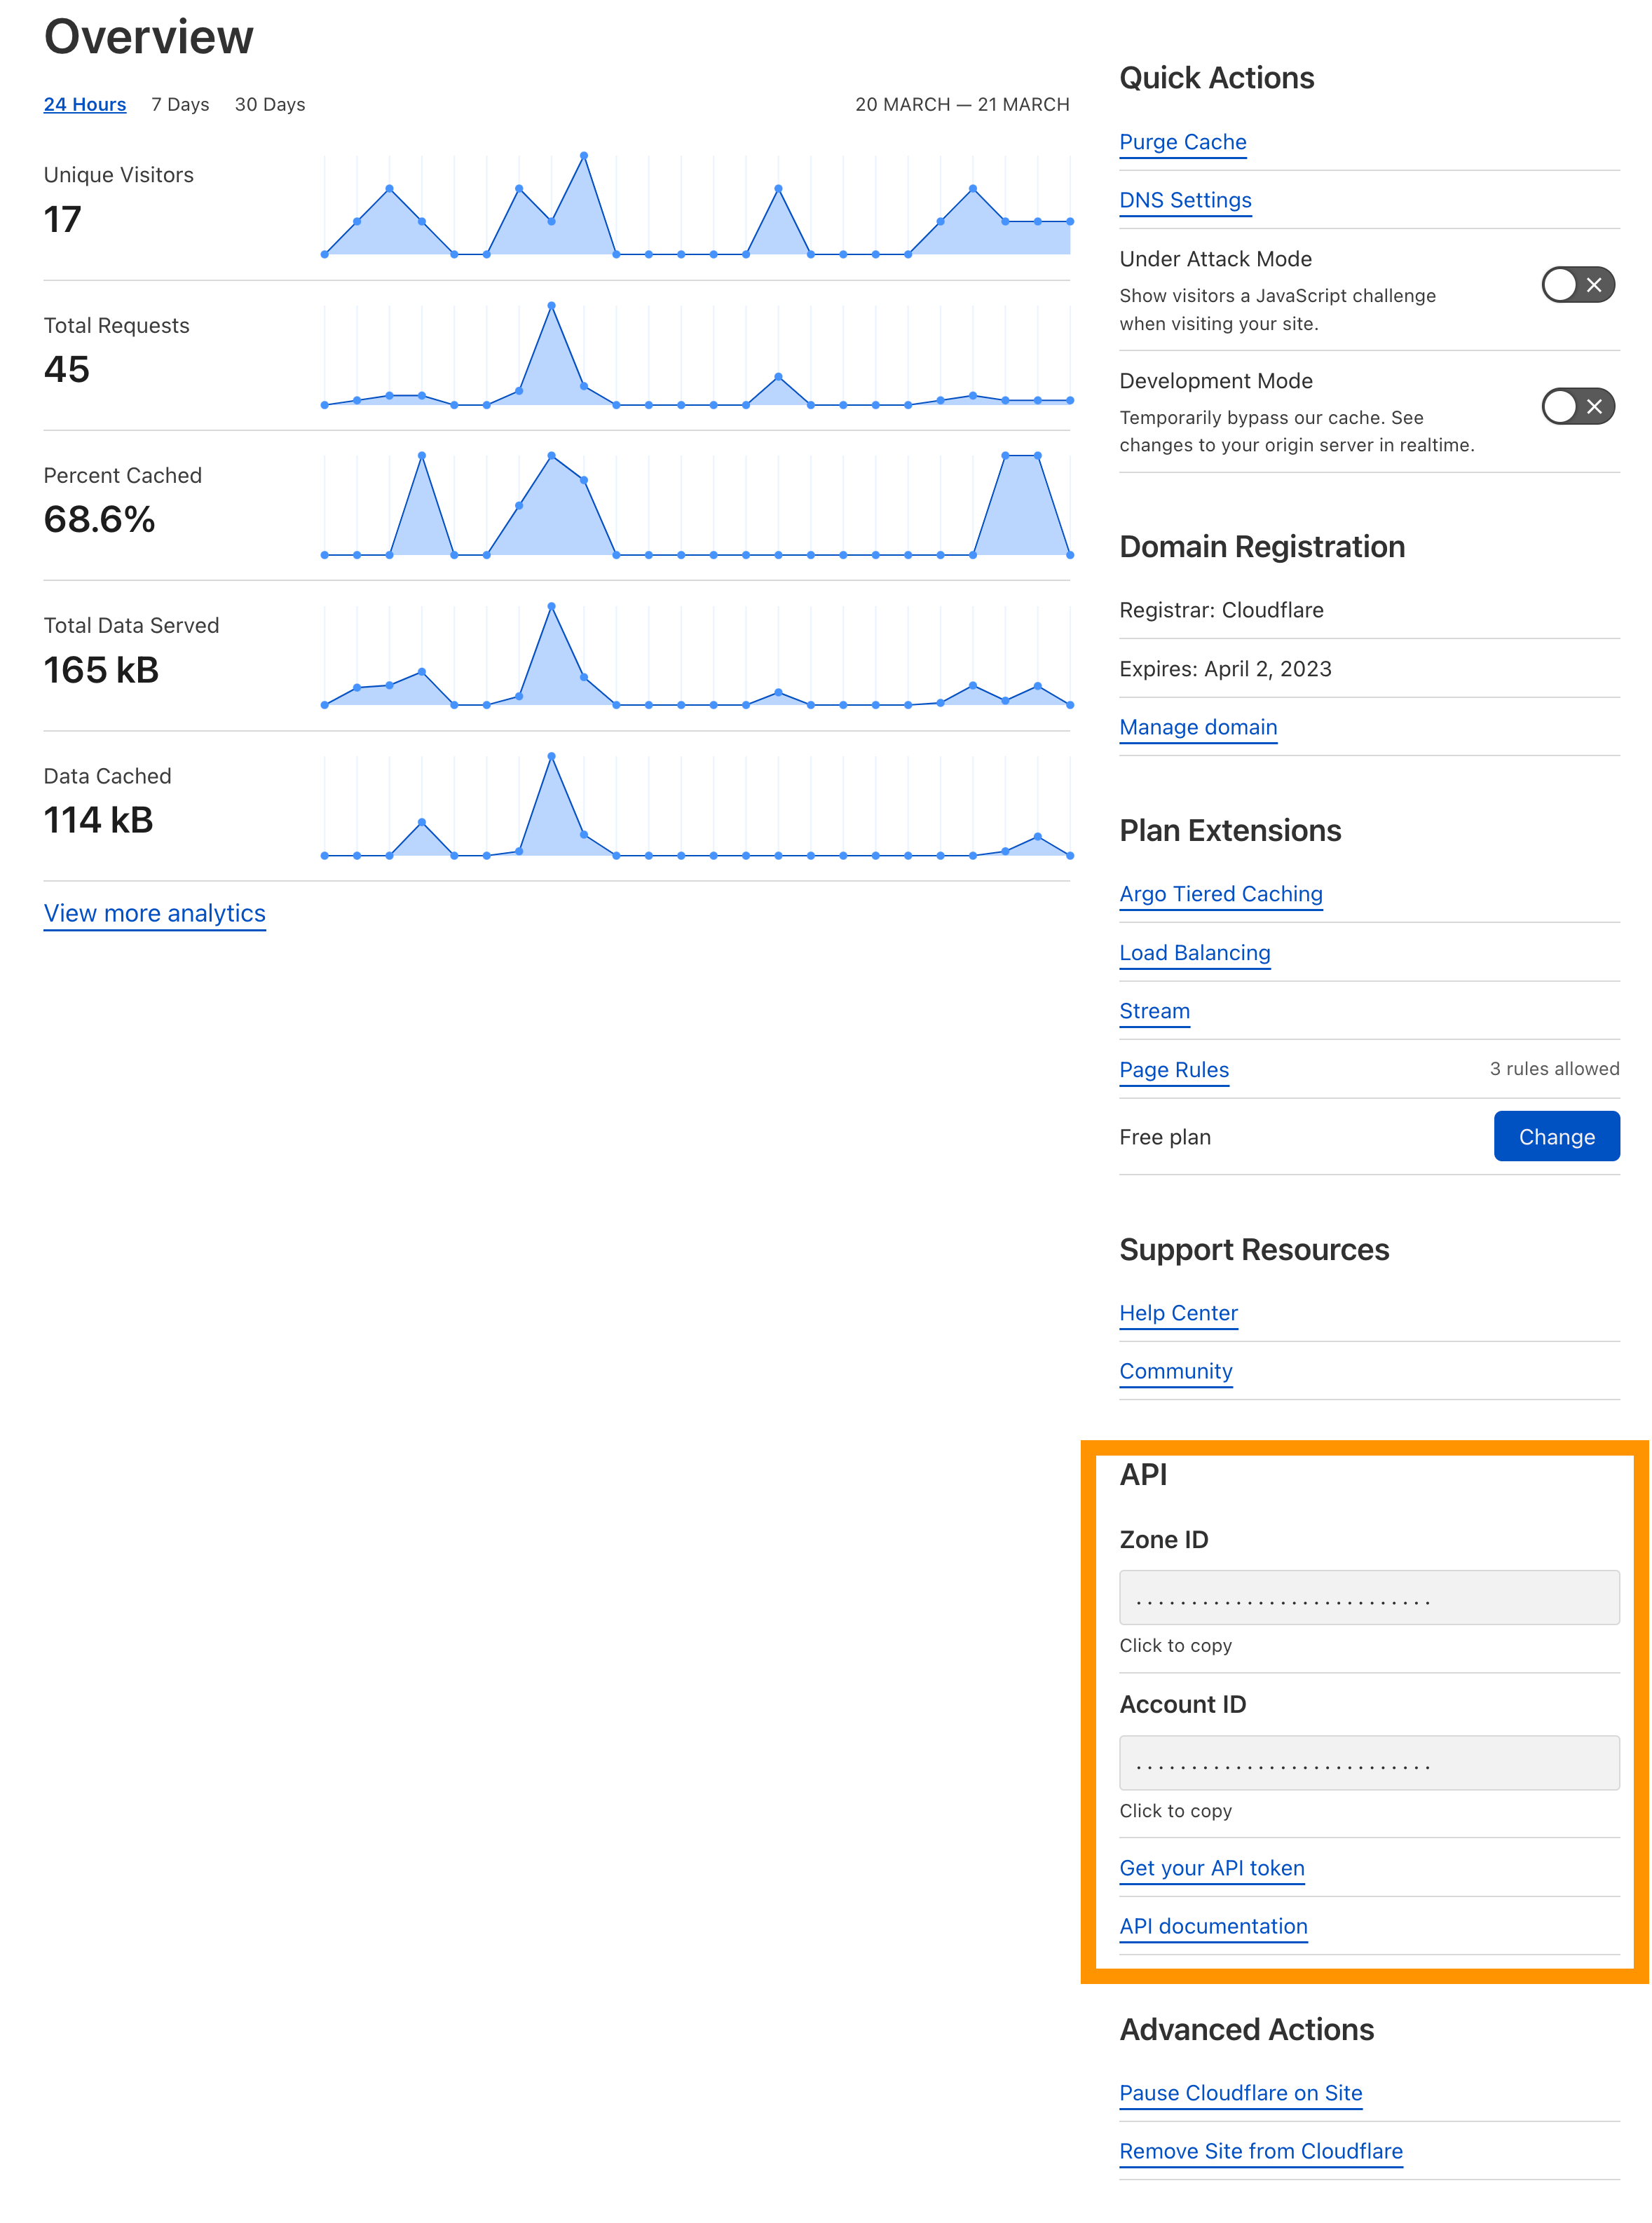 Overview
24 Hours 7 Days 30 Days 20 MARCH — 21 MARCH
Unique Visitors
17
Total Requests
45
Percent Cached
68.6%
Total Data Served
165 kB
Data Cached
114 kB
View more analytics
Quick Actions
Purge Cache
DNS Settings
Under Attack Mode
Show visitors a JavaScript challenge
when visiting your site.
Development Mode
Temporarily bypass our cache. See
changes to your origin server in realtime.
Domain Registration
Registrar: Cloudflare
Expires: April 2, 2023
Manage domain
Plan Extensions
Argo Tiered Caching
Load Balancing
Stream
Page Rules 3 rules allowed
Free plan Change
Support Resources
Help Center
Community
API
Zone ID
...........................
Click to copy
Account ID
...........................
Click to copy
Get your API token
API documentation
Advanced Actions
Pause Cloudflare on Site
Remove Site from Cloudflare